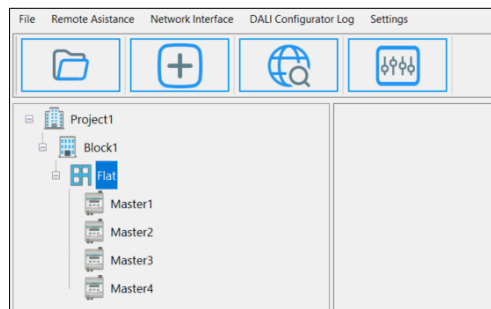 File Remote Asistance Network Interface DALI Configurator Log Settings
Project1
Block1
Flat
Master1
Master2
Master3
Master4